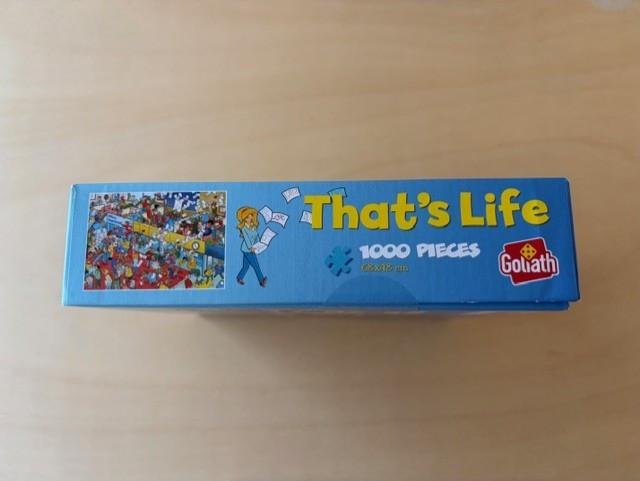 That's Life
1000 PIECES
68x48 cm
Goliath